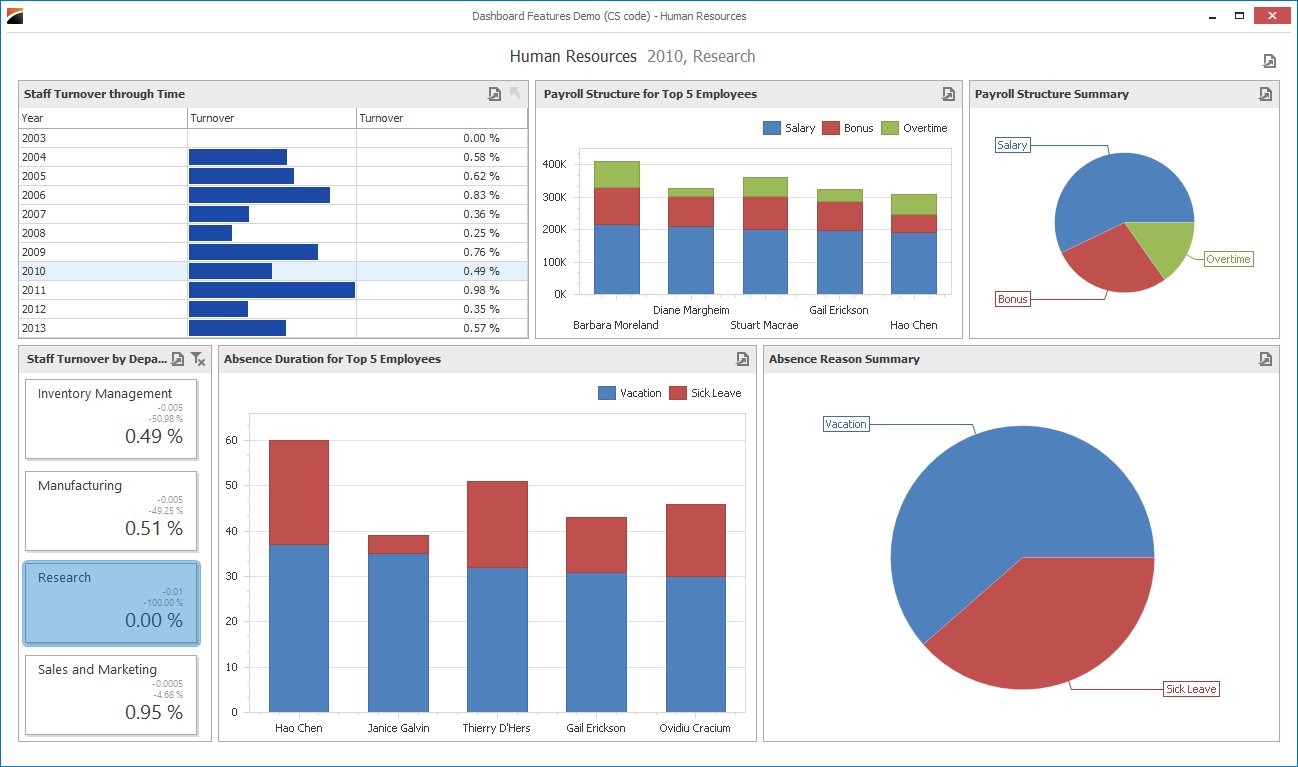 Dashboard Features Demo (CS code) - Human Resources
Human Resources 2010, Research
Staff Turnover through Time
Year Turnover Turnover
2003 0.00 %
2004 0.58 %
2005 0.62 %
2006 0.83 %
2007 0.36 %
2008 0.25 %
2009 0.76 %
2010 0.49 %
2011 0.98 %
2012 0.35 %
2013 0.57 %
Payroll Structure for Top 5 Employees
Salary Bonus Overtime
400K
300K
200K
100K
0K
Diane Margheim Gail Erickson
Barbara Moreland Stuart Macrae Hao Chen
Payroll Structure Summary
Salary
Overtime
Bonus
Staff Turnover by Depa...
Inventory Management
-0.005
-50.98 %
0.49 %
Manufacturing
-0.005
-49.25 %
0.51 %
Research
-0.01
-100.00 %
0.00 %
Sales and Marketing
-0.0005
-4.68 %
0.95 %
Absence Duration for Top 5 Employees
Vacation Sick Leave
60
50
40
30
20
10
0
Hao Chen Janice Galvin Thierry D'Hers Gail Erickson Ovidiu Cracium
Absence Reason Summary
Vacation
Sick Leave